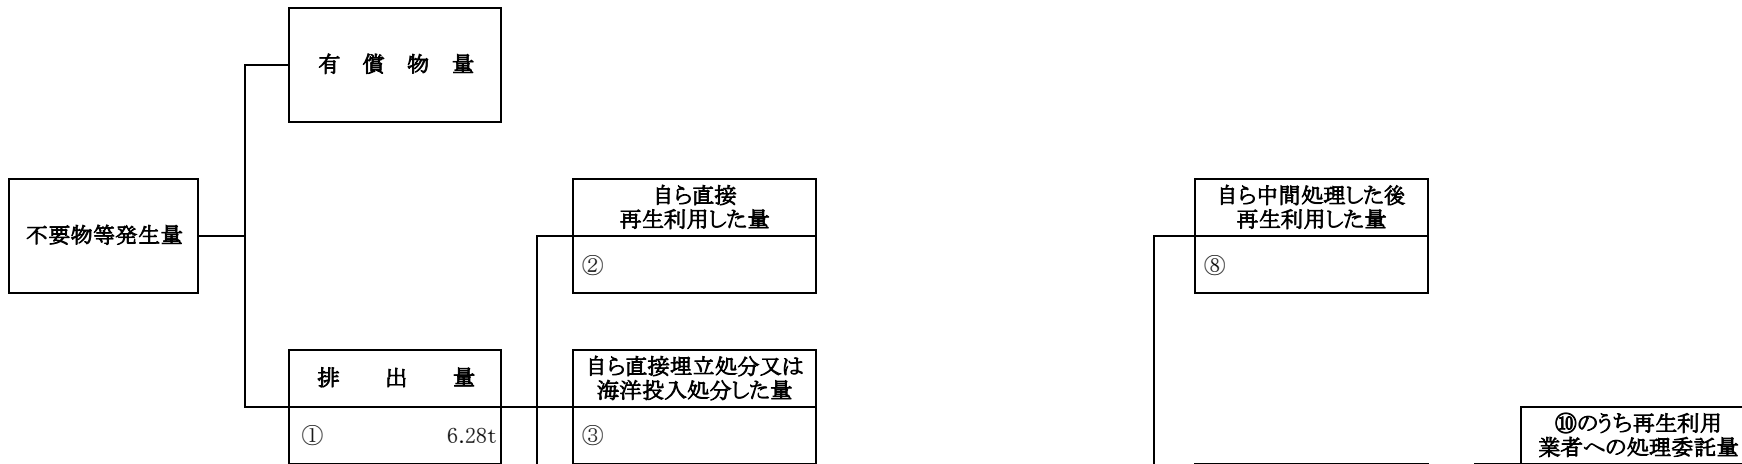 有 償 物 量
不要物等発生量
自ら直接
再生利用した量
②
自ら中間処理した後
再生利用した量
⑧
排 出 量
① 6.28t
自ら直接埋立処分又は
海洋投入処分した量
③
⑩のうち再生利用
業者への処理委託量